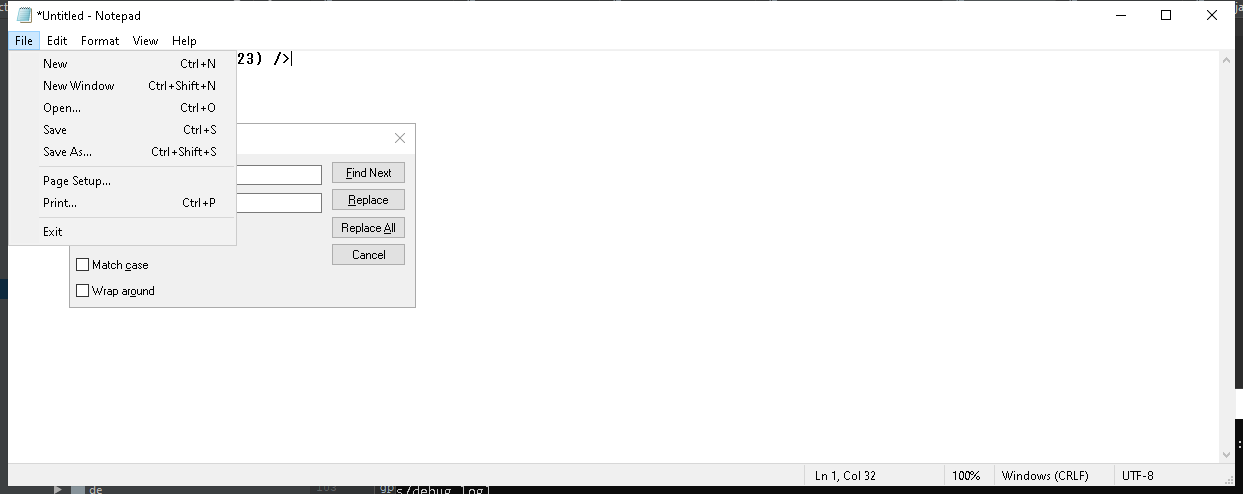 *Untitled - Notepad
File Edit Format View Help
23) />
New Ctrl+N
New Window Ctrl+Shift+N
Open... Ctrl+O
Save Ctrl+S
Save As... Ctrl+Shift+S
Page Setup...
Print... Ctrl+P
Exit
Find Next
Replace
Replace All
Cancel
Match case
Wrap around
Ln 1, Col 32 100% Windows (CRLF) UTF-8
de
s/debug.log]